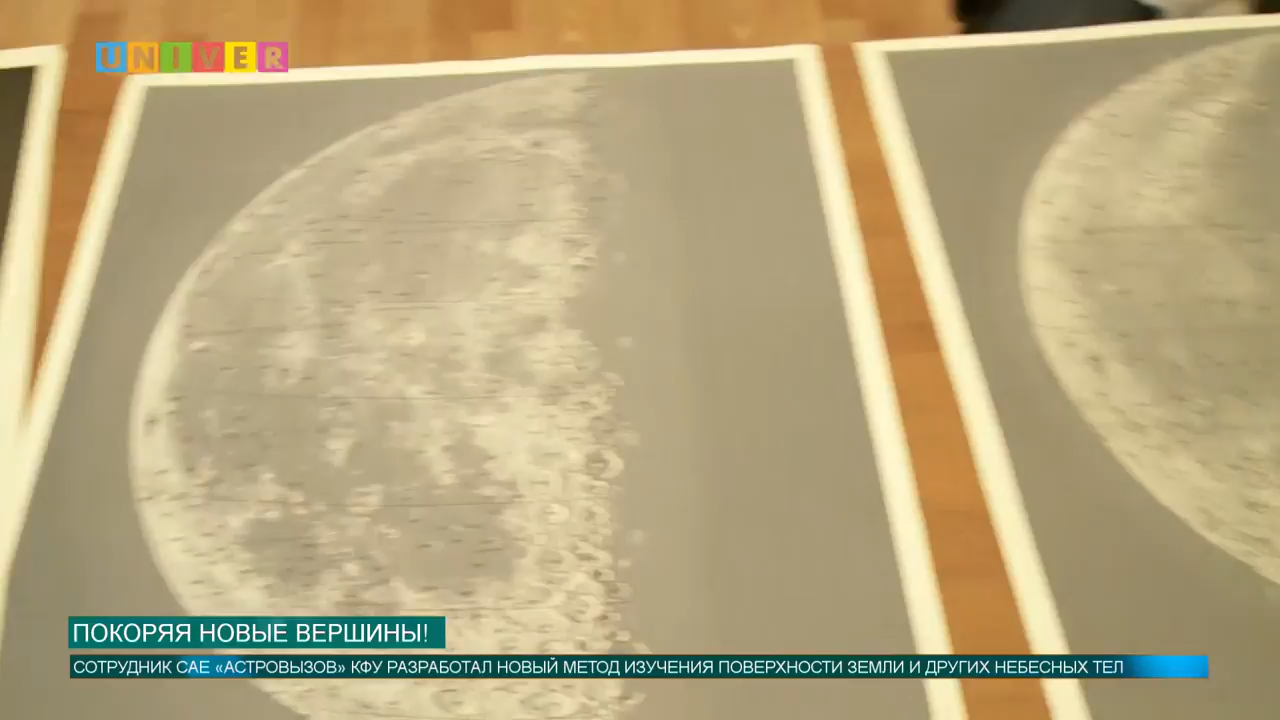 UNIVER
ПОКОРЯЯ НОВЫЕ ВЕРШИНЫ!
СОТРУДНИК САЕ «АСТРОВЫЗОВ» КФУ РАЗРАБОТАЛ НОВЫЙ МЕТОД ИЗУЧЕНИЯ ПОВЕРХНОСТИ ЗЕМЛИ И ДРУГИХ НЕБЕСНЫХ ТЕЛ